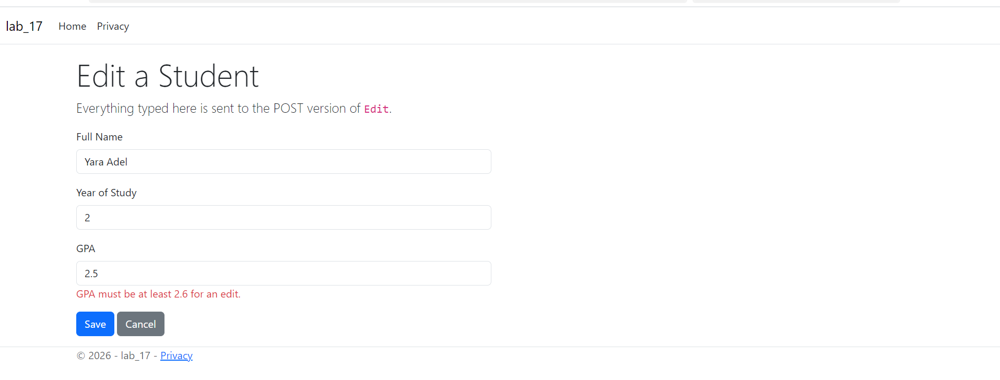 lab_17 Home Privacy
Edit a Student
Everything typed here is sent to the POST version of Edit.
Full Name
Yara Adel
Year of Study
2
GPA
2.5
GPA must be at least 2.6 for an edit.
Save Cancel
© 2026 - lab_17 - Privacy